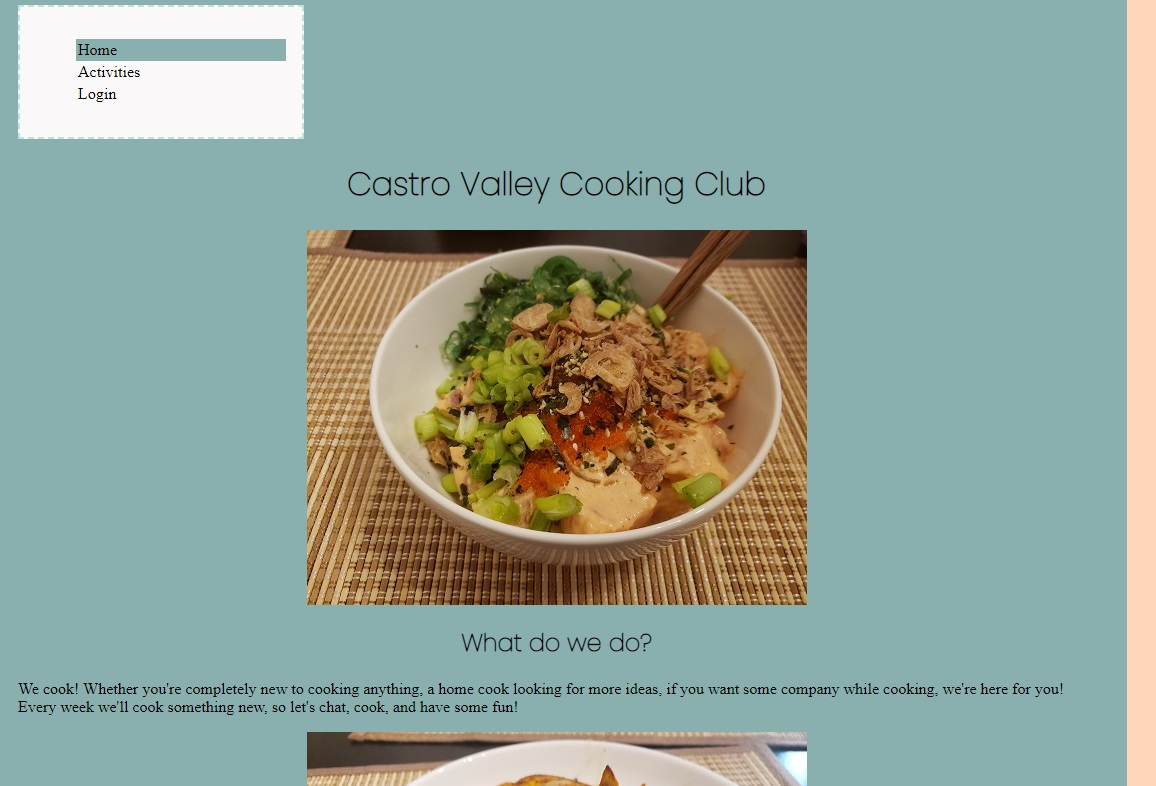 Home
Activities
Login
Castro Valley Cooking Club
What do we do?
We cook! Whether you're completely new to cooking anything, a home cook looking for more ideas, if you want some company while cooking, we're here for you!
Every week we'll cook something new, so let's chat, cook, and have some fun!